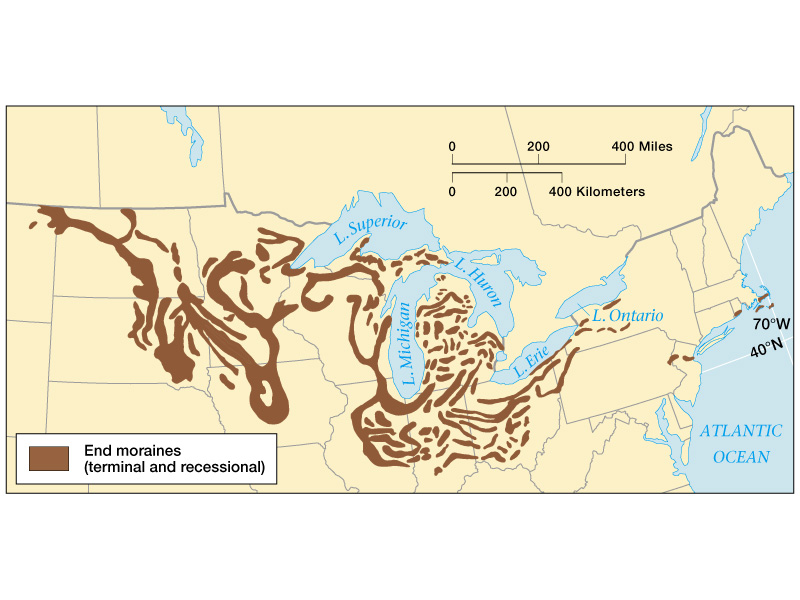 0 200 400 Miles
0 200 400 Kilometers
L. Superior
L. Huron
L. Ontario
L. Michigan
L. Erie
70°W
40°N
ATLANTIC
OCEAN
End moraines
(terminal and recessional)